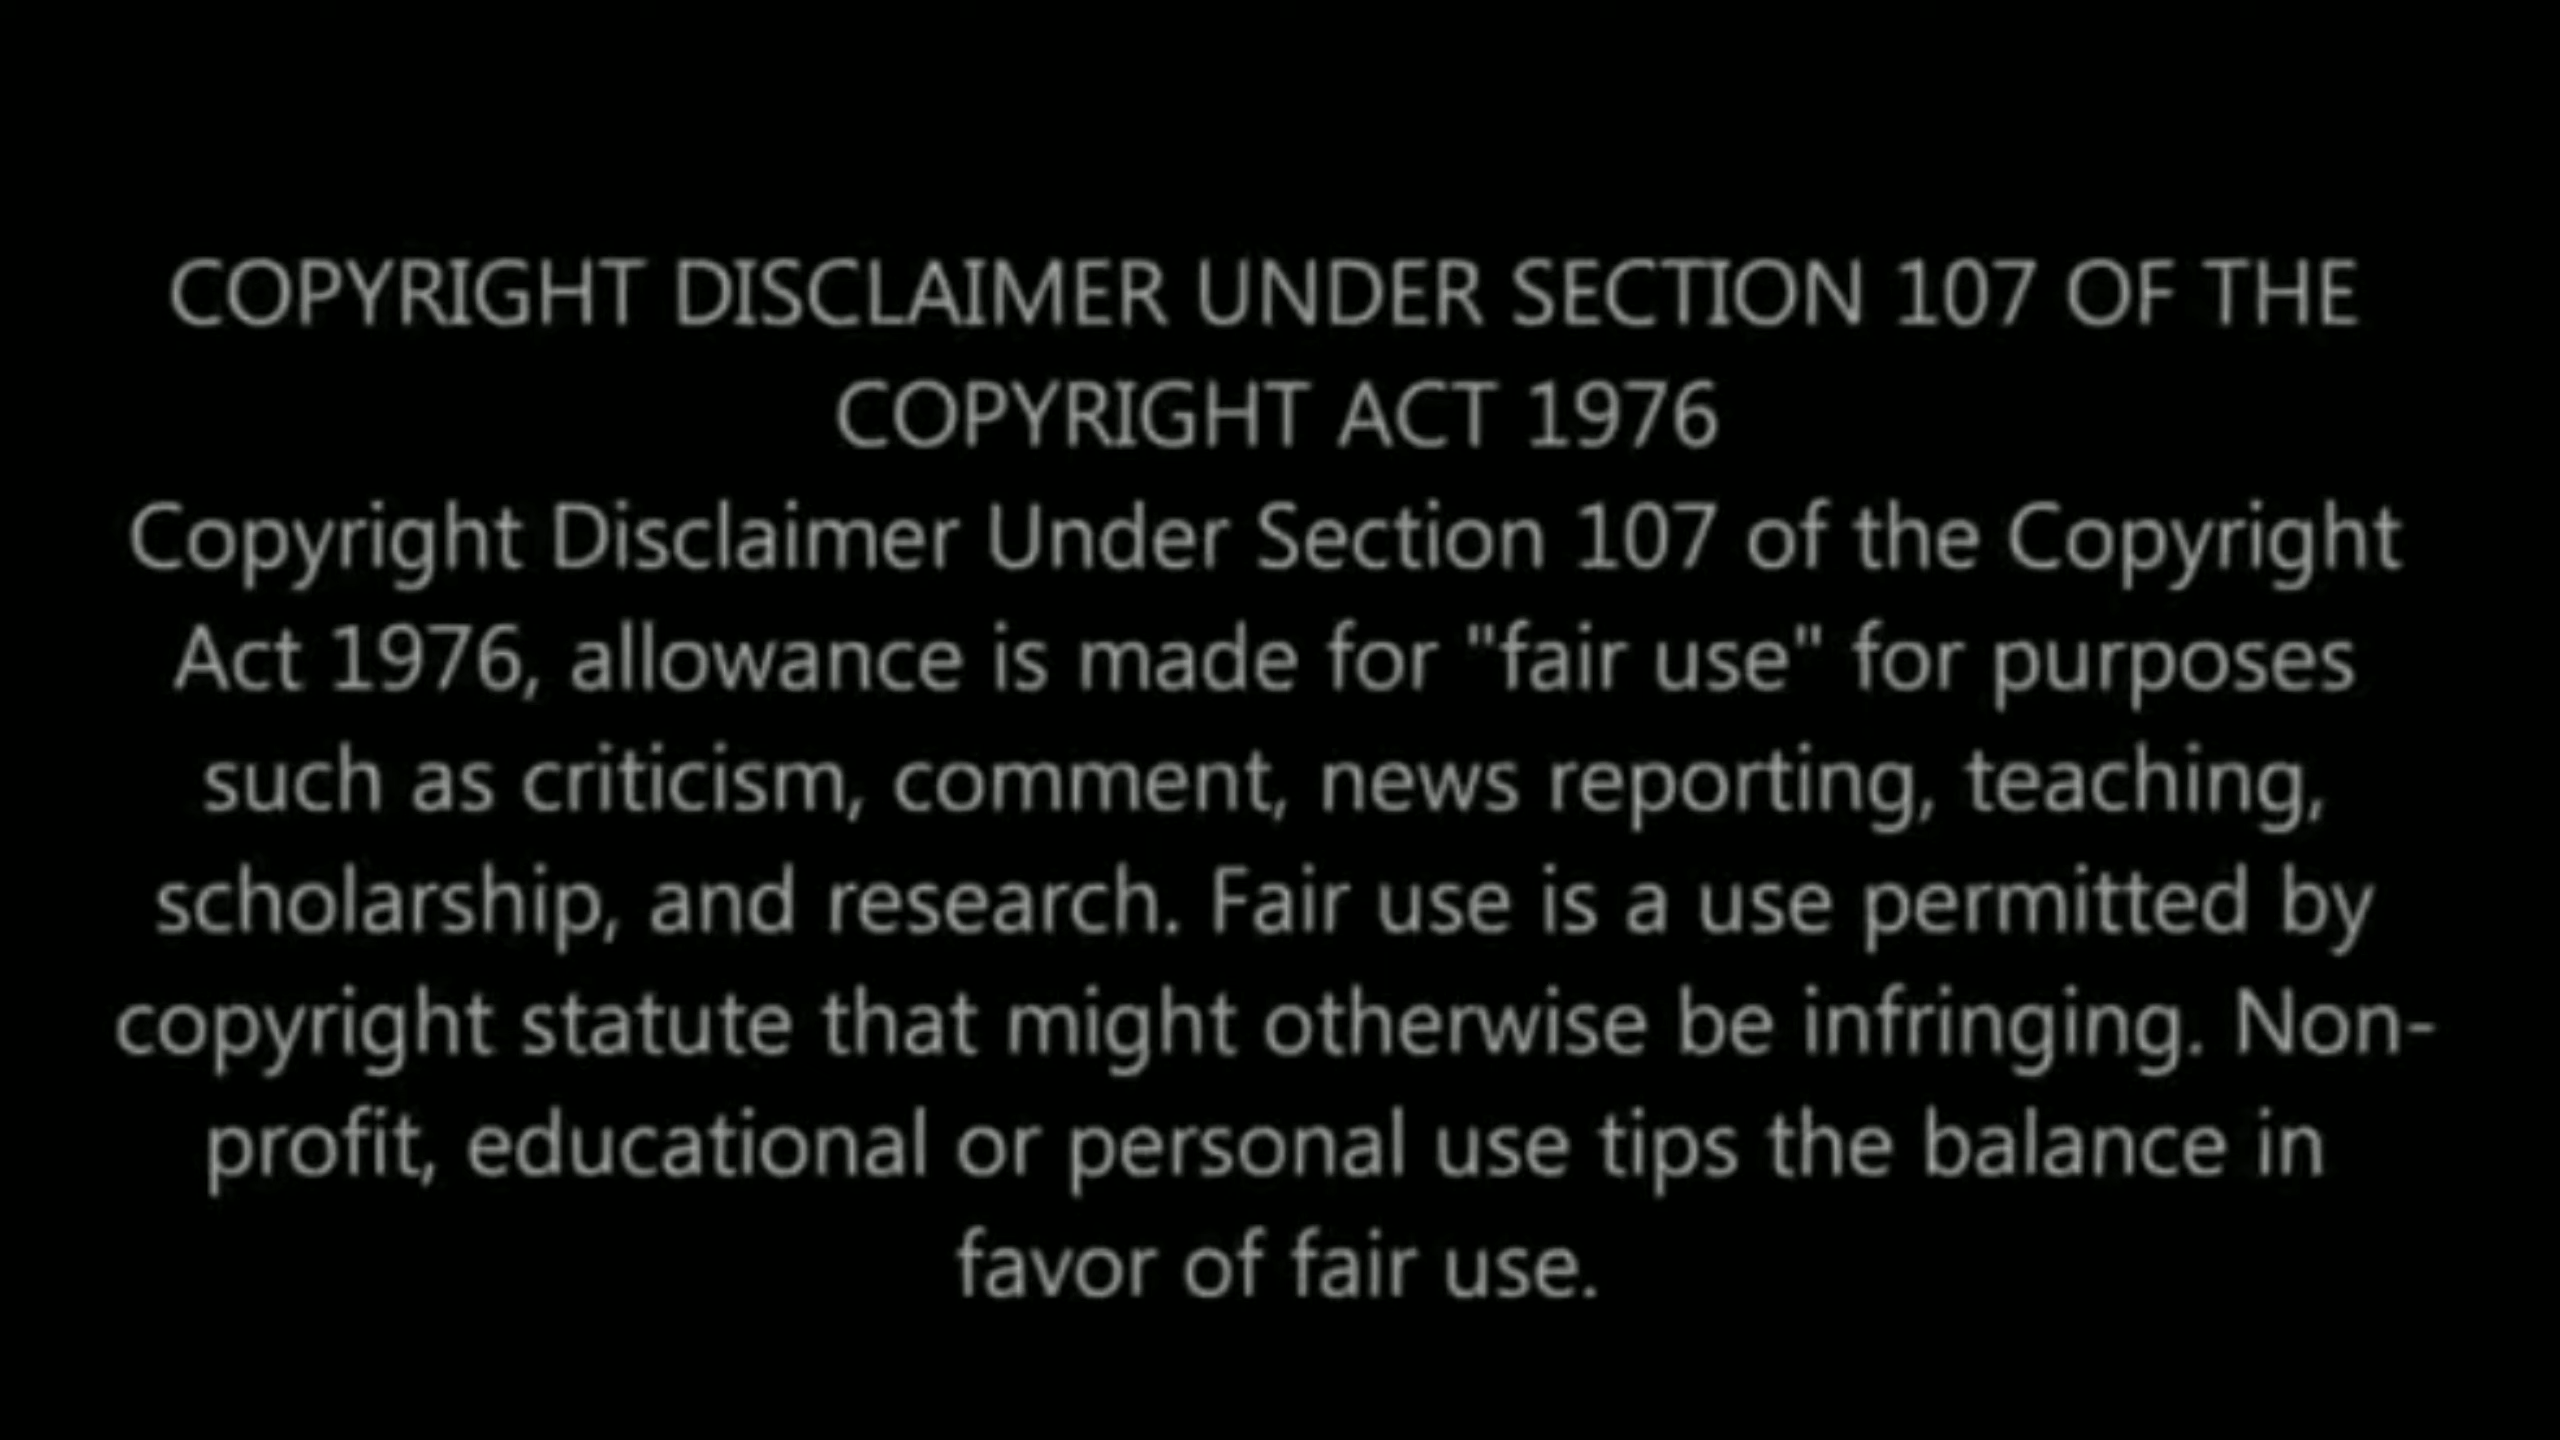 COPYRIGHT DISCLAIMER UNDER SECTION 107 OF THE
COPYRIGHT ACT 1976
Copyright Disclaimer Under Section 107 of the Copyright
Act 1976, allowance is made for "fair use" for purposes
such as criticism, comment, news reporting, teaching,
scholarship, and research. Fair use is a use permitted by
copyright statute that might otherwise be infringing. Non-
profit, educational or personal use tips the balance in
favor of fair use.